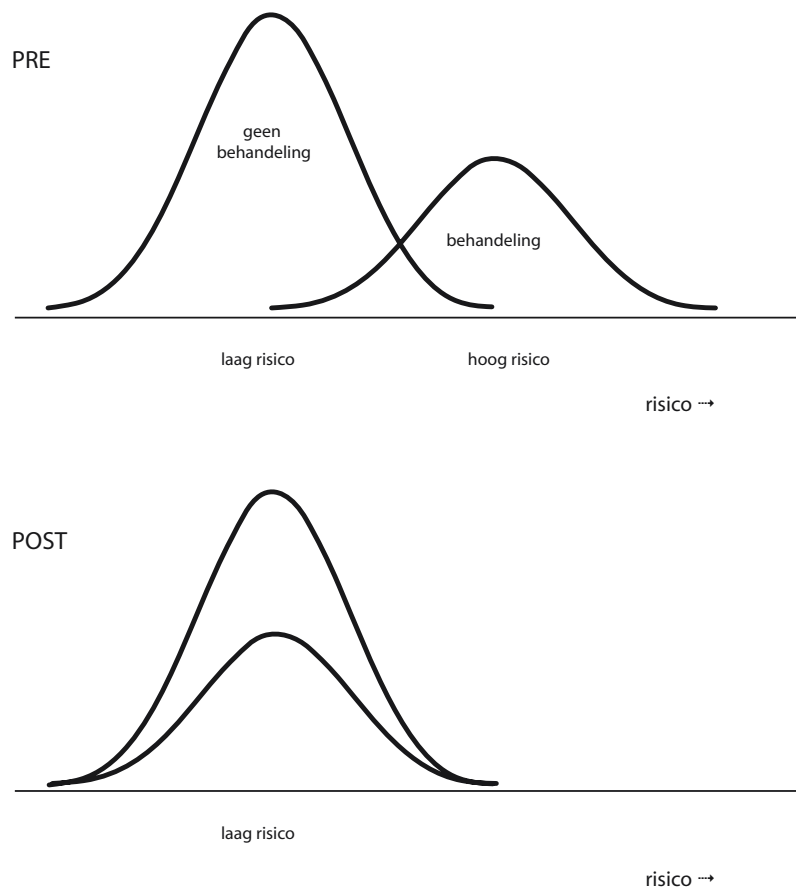 PRE
geen
behandeling
behandeling
laag risico
hoog risico
risico ⇢
POST
laag risico
risico ⇢